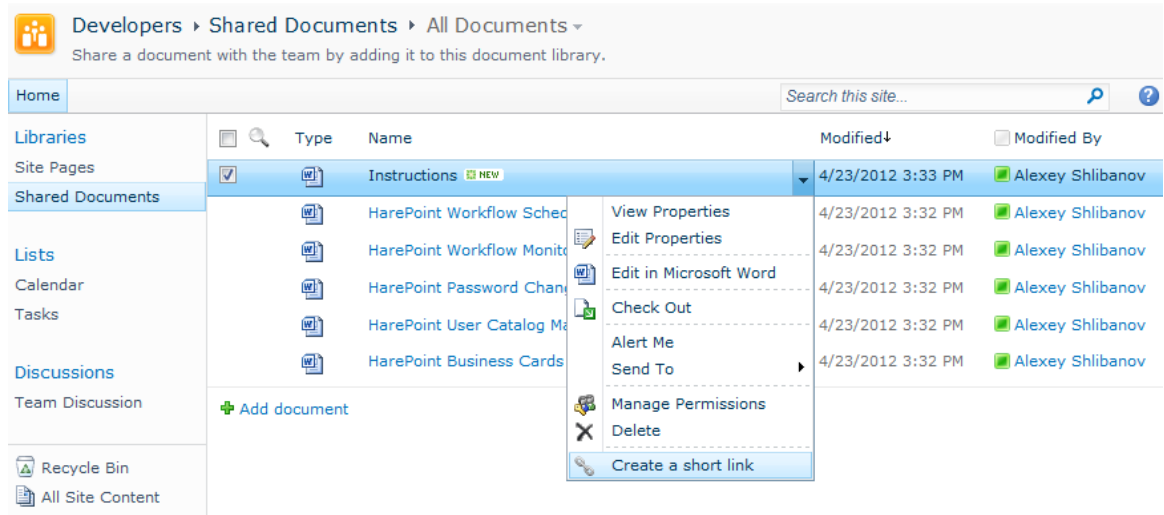 Developers ▸ Shared Documents ▸ All Documents
Share a document with the team by adding it to this document library.
Home
Search this site...
Libraries
Site Pages
Shared Documents
Lists
Calendar
Tasks
Discussions
Team Discussion
Recycle Bin
All Site Content
Type Name Modified Modified By
Instructions NEW 4/23/2012 3:33 PM Alexey Shlibanov
HarePoint Workflow Sched 4/23/2012 3:32 PM Alexey Shlibanov
HarePoint Workflow Monito 4/23/2012 3:32 PM Alexey Shlibanov
HarePoint Password Chang 4/23/2012 3:32 PM Alexey Shlibanov
HarePoint User Catalog Ma 4/23/2012 3:32 PM Alexey Shlibanov
HarePoint Business Cards 4/23/2012 3:32 PM Alexey Shlibanov
Add document
View Properties
Edit Properties
Edit in Microsoft Word
Check Out
Alert Me
Send To
Manage Permissions
Delete
Create a short link